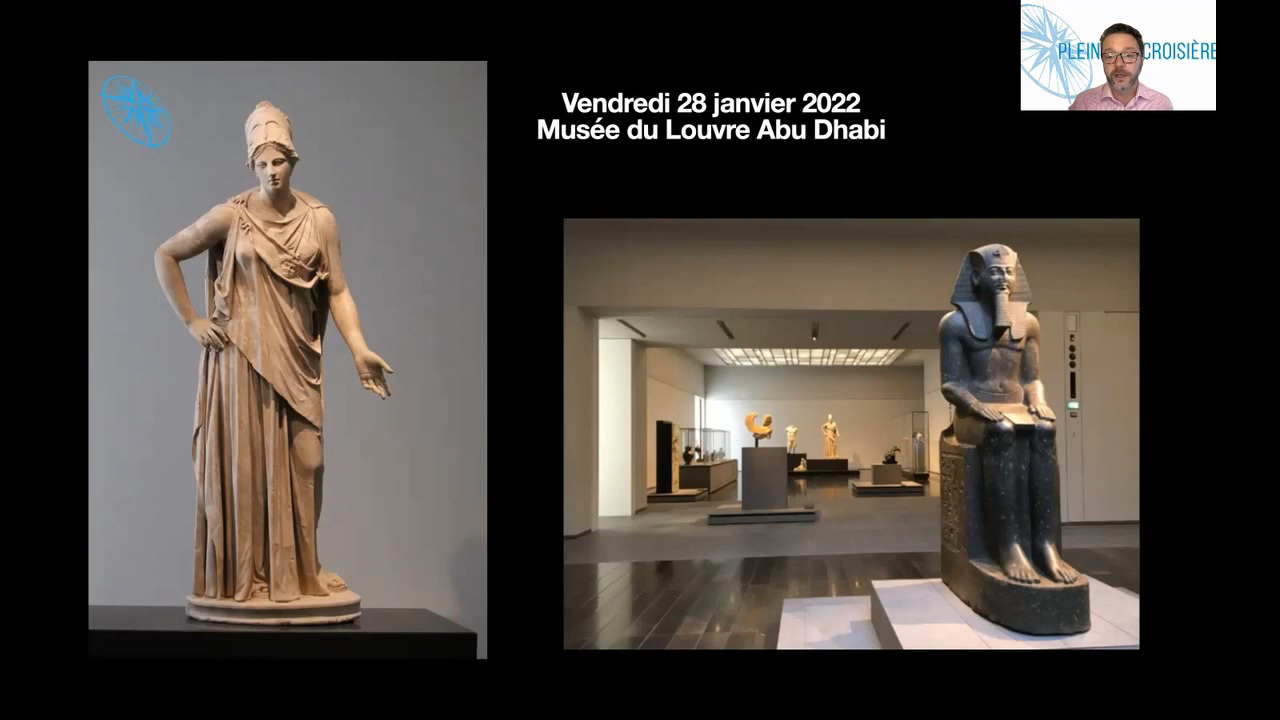 Vendredi 28 janvier 2022
Musée du Louvre Abu Dhabi
PLEIN CROISIÈRE